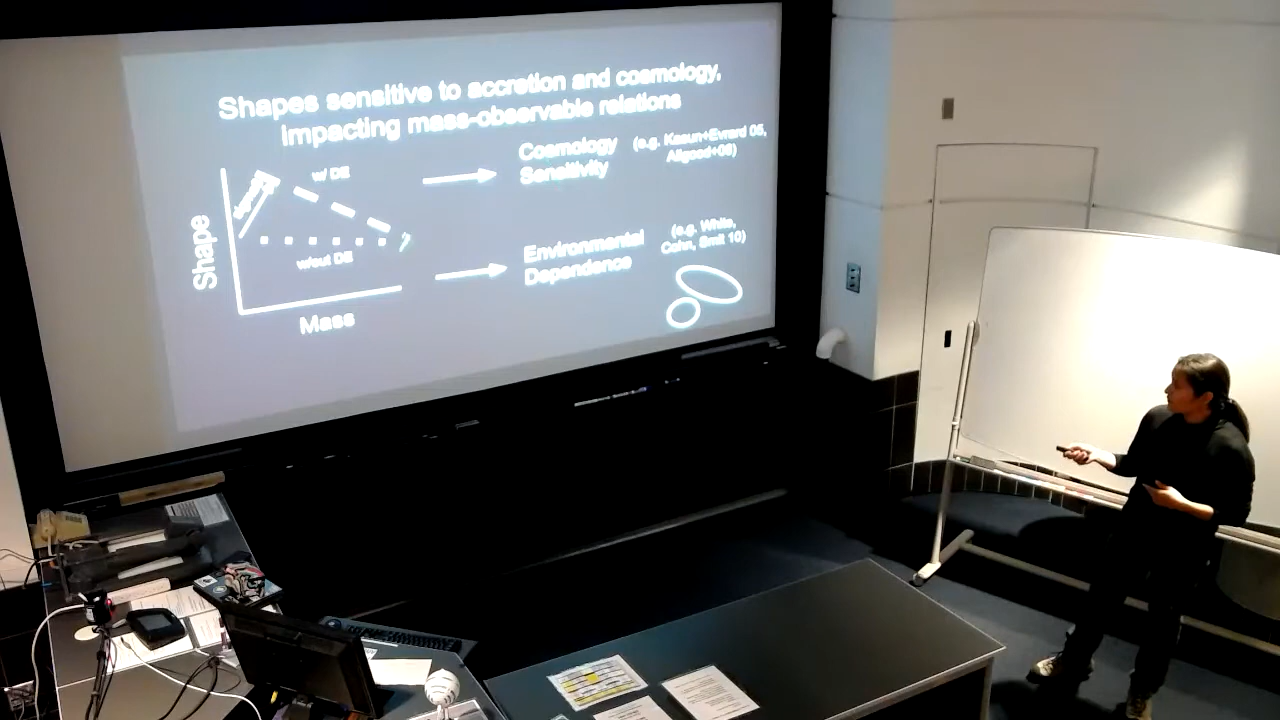 Shapes sensitive to accretion and cosmology,
impacting mass-observable relations
w/ DE
Cosmology
Sensitivity
(e.g. Kasun+Evrard 05,
Allgood+06)
Shape
w/out DE
Mass
Environmental
Dependence
(e.g. White,
Cohn, Smit 10)